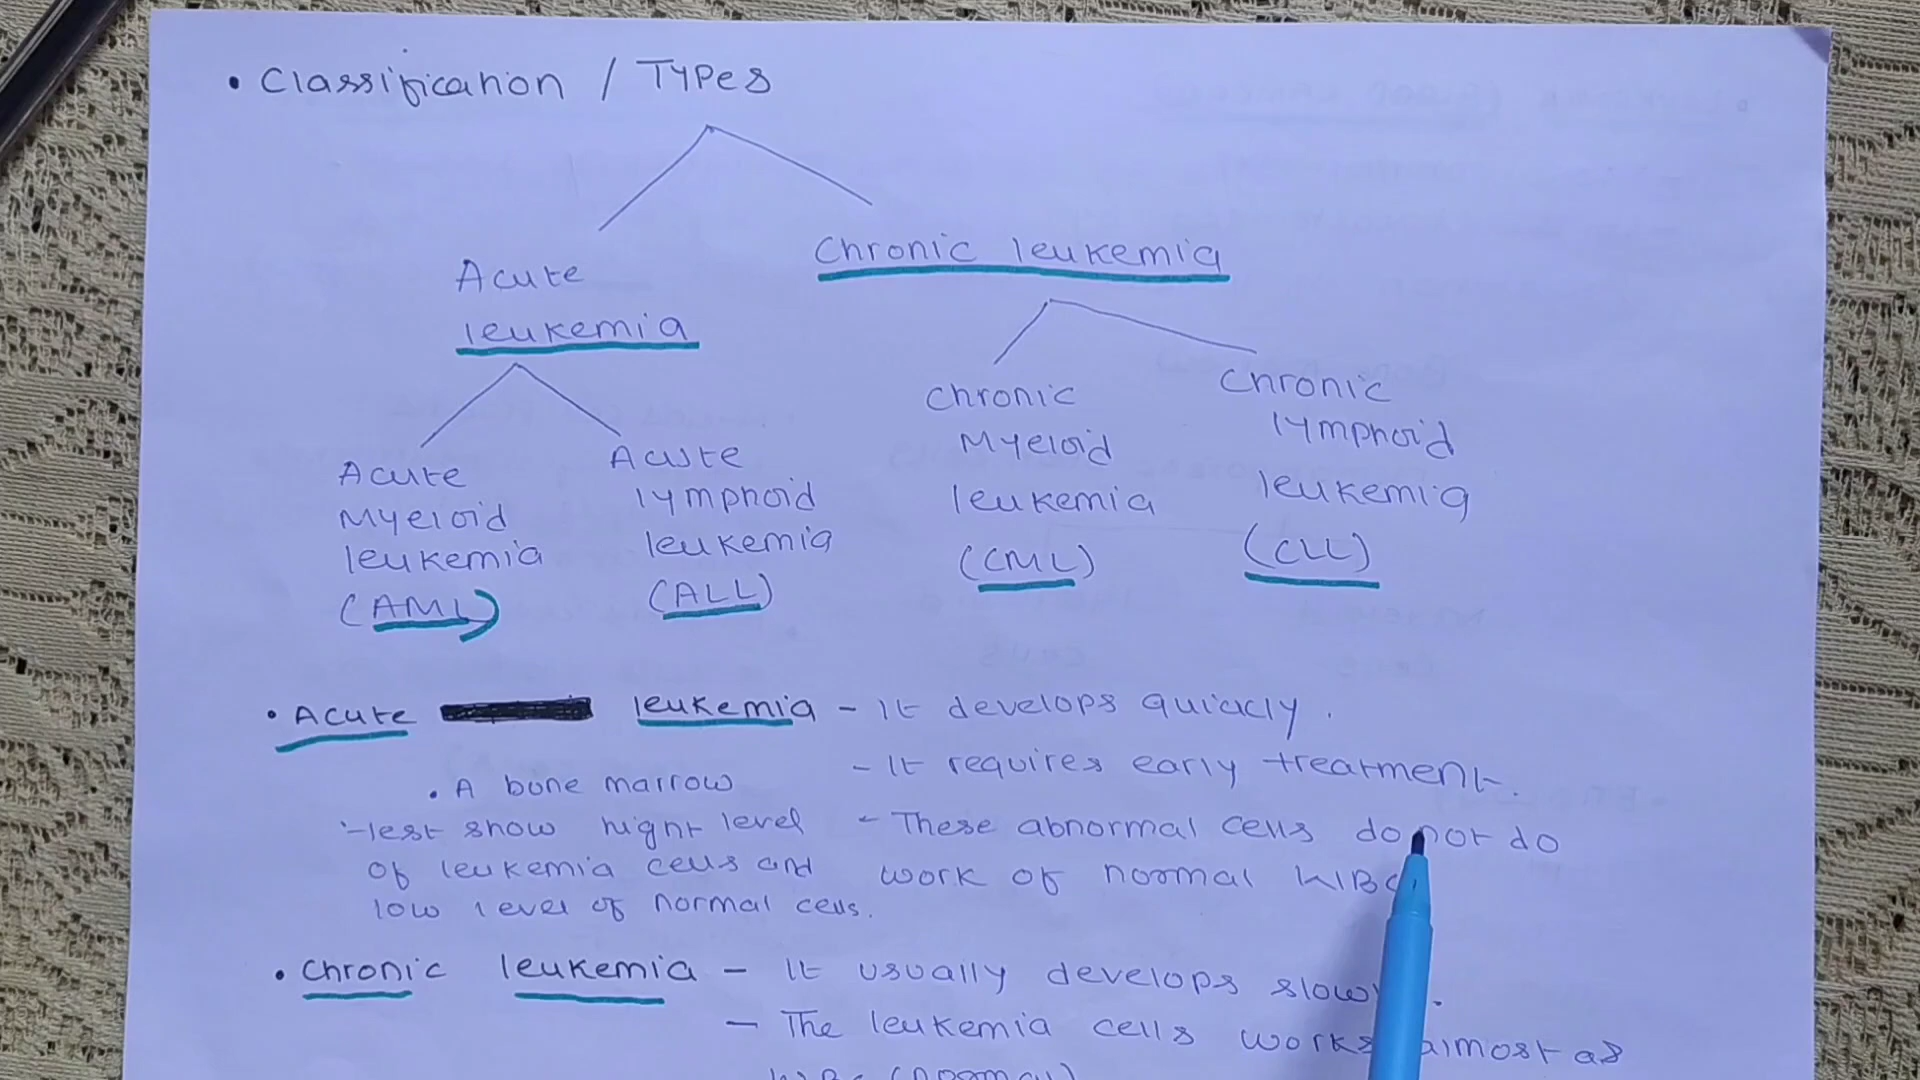 • Classification / Types
Acute
leukemia
Chronic leukemia
Acute
Myeloid
leukemia
(AML)
Acute
lymphoid
leukemia
(ALL)
Chronic
Myeloid
leukemia
(CML)
Chronic
lymphoid
leukemia
(CLL)
• Acute leukemia - It develops quickly.
- It requires early treatment.
- These abnormal cells do not do
work of normal WBC
• A bone marrow
test show hight level
of leukemia cells and
low level of normal cells.
• Chronic leukemia - It usually develops slow
- The leukemia cells works almost as
WBC (normal)